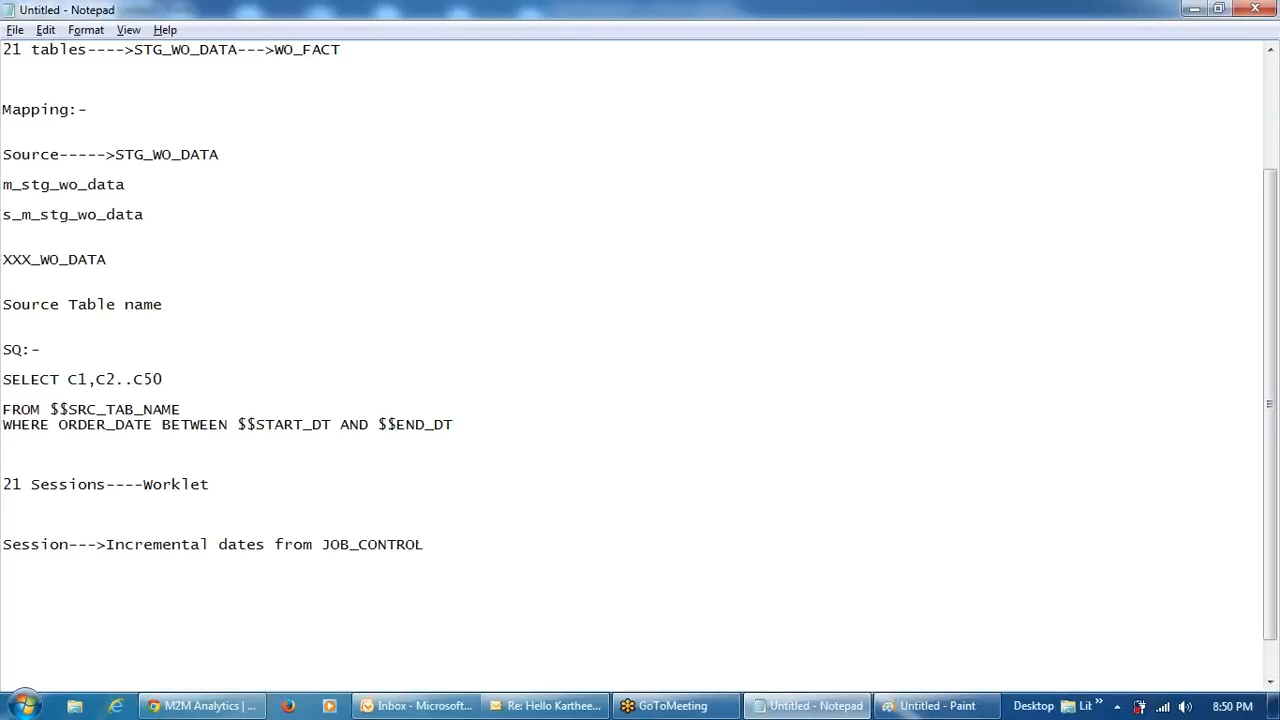 Untitled - Notepad
File Edit Format View Help
21 tables---->STG_WO_DATA--->WO_FACT
Mapping:-
Source----->STG_WO_DATA
m_stg_wo_data
s_m_stg_wo_data
XXX_WO_DATA
Source Table name
SQ:-
SELECT C1,C2..C50
FROM $$SRC_TAB_NAME
WHERE ORDER_DATE BETWEEN $$START_DT AND $$END_DT
21 Sessions----Worklet
Session--->Incremental dates from JOB_CONTROL
M2M Analytics | ... Inbox - Microsoft... Re: Hello Karthee... GoToMeeting Untitled - Notepad Untitled - Paint Desktop Lit » 8:50 PM